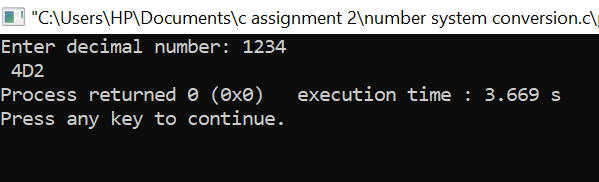 "C:\Users\HP\Documents\c assignment 2\number system conversion.c\
Enter decimal number: 1234
4D2
Process returned 0 (0x0)   execution time : 3.669 s
Press any key to continue.